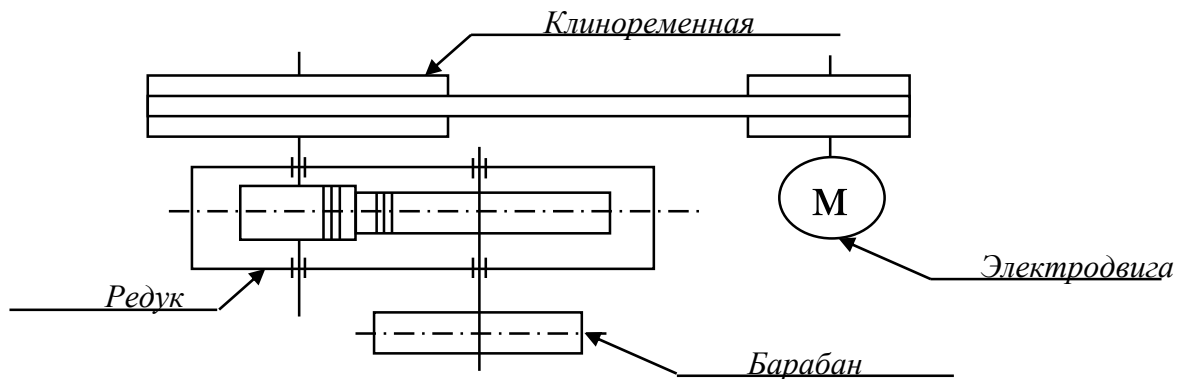 Клиноременная
М
Электродвига
Редук
Барабан